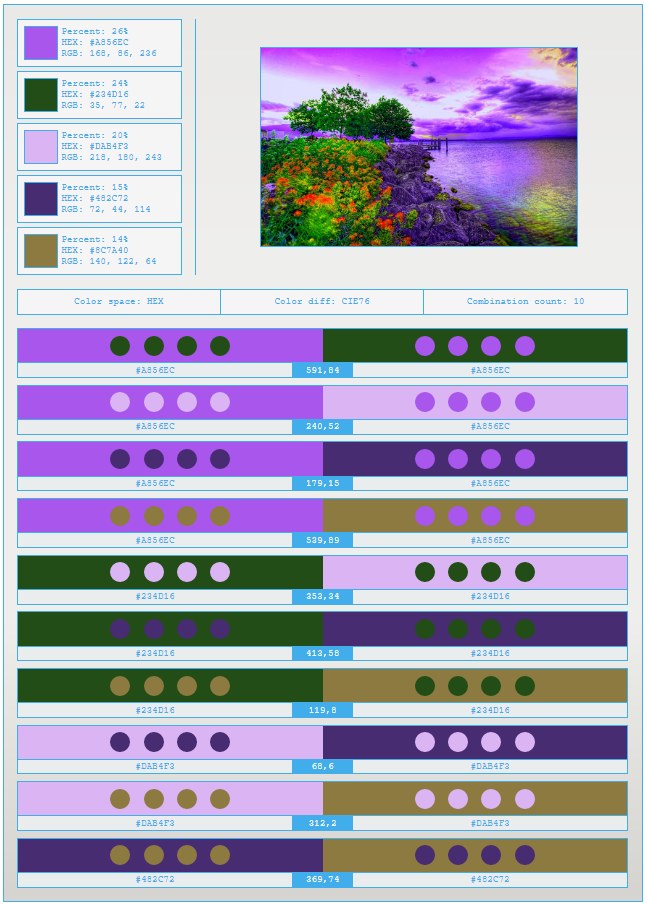 Percent: 26%
HEX: #A856EC
RGB: 168, 86, 236
Percent: 24%
HEX: #234D16
RGB: 35, 77, 22
Percent: 20%
HEX: #DAB4F3
RGB: 218, 180, 243
Percent: 15%
HEX: #482C72
RGB: 72, 44, 114
Percent: 14%
HEX: #8C7A40
RGB: 140, 122, 64
Color space: HEX
Color diff: CIE76
Combination count: 10
#A856EC 591,84 #A856EC
#A856EC 240,52 #A856EC
#A856EC 179,15 #A856EC
#A856EC 539,89 #A856EC
#234D16 353,34 #234D16
#234D16 413,58 #234D16
#234D16 119,8 #234D16
#DAB4F3 68,6 #DAB4F3
#DAB4F3 312,2 #DAB4F3
#482C72 369,74 #482C72